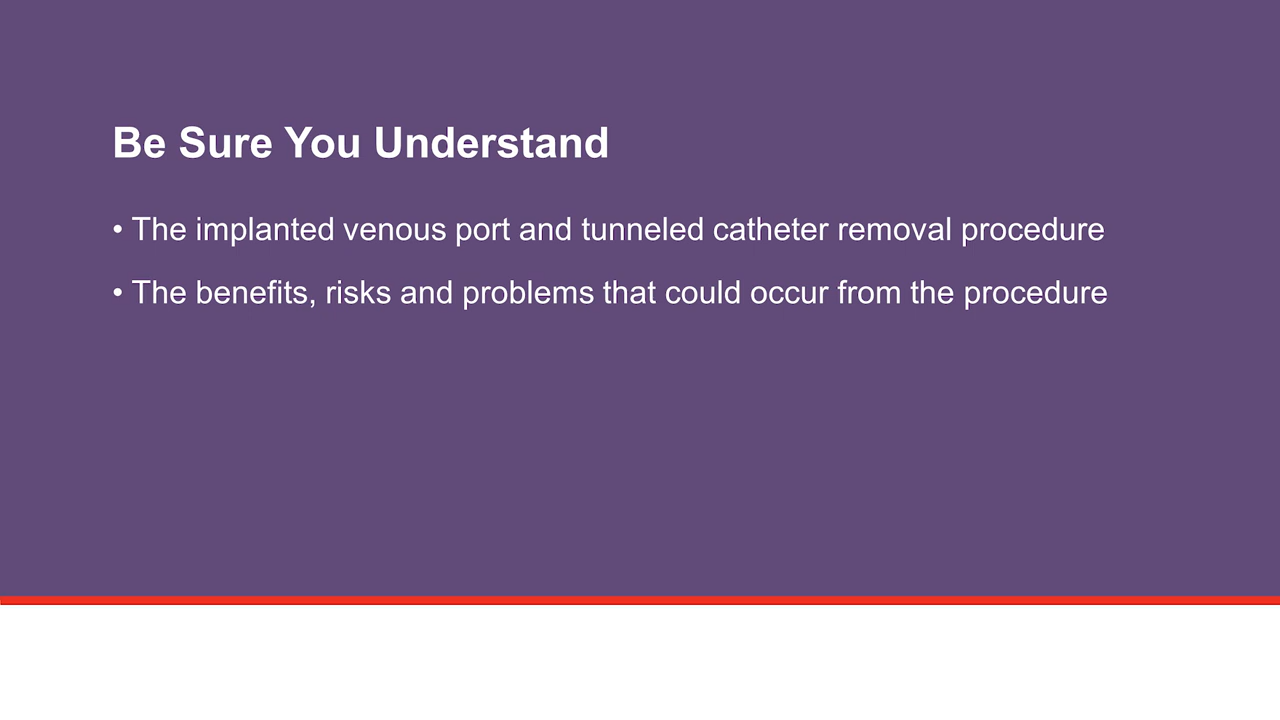 Be Sure You Understand
• The implanted venous port and tunneled catheter removal procedure
• The benefits, risks and problems that could occur from the procedure